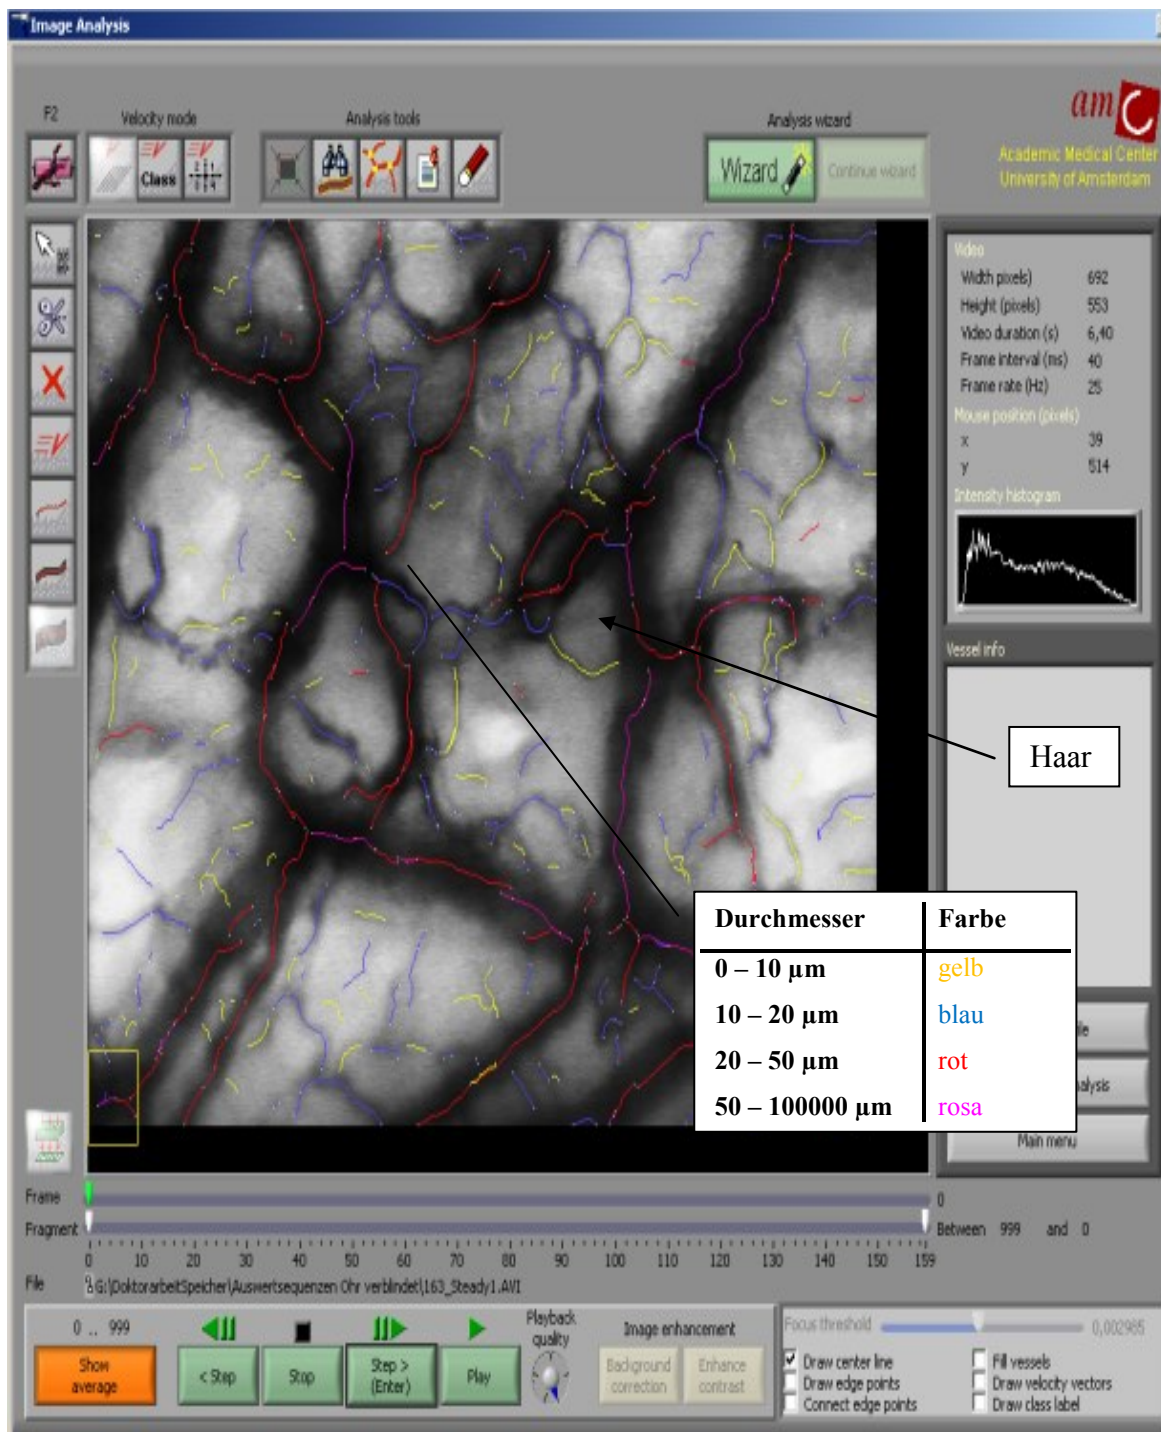 Image Analysis
F2
Velocity mode
Analysis tools
Analysis wizard
Class
Wizard
Continue wizard
amC
Academic Medical Center
University of Amsterdam
Video
Width pixels) 692
Height (pixels) 553
Video duration (s) 6,40
Frame interval (ms) 40
Frame rate (Hz) 25
Mouse position (pixels)
x 39
y 514
Intensity histogram
Vessel info
Haar
Durchmesser Farbe
0 – 10 µm gelb
10 – 20 µm blau
20 – 50 µm rot
50 – 100000 µm rosa
Main menu
Frame 0
Fragment Between 999 and 0
0 10 20 30 40 50 60 70 80 90 100 110 120 130 140 150 159
File G:\DoktorarbeitSpeicher\Auswertsequenzen Ohr verblindet\163_Steady1.AVI
0 .. 999
Show average
< Step
Stop
Step > (Enter)
Play
Playback quality
Image enhancement
Background correction
Enhance contrast
Focus threshold 0,002985
Draw center line
Draw edge points
Connect edge points
Fill vessels
Draw velocity vectors
Draw class label